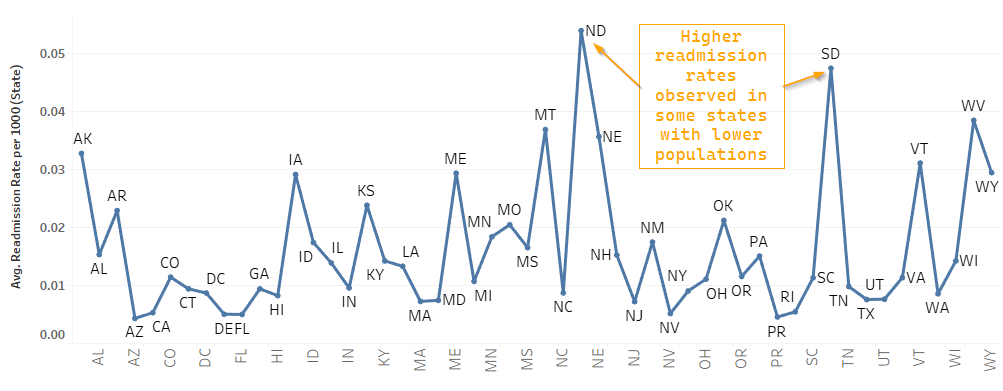 Avg. Readmission Rate per 1000 (State)
0.05
0.04
0.03
0.02
0.01
0.00
Higher
readmission
rates
observed in
some states
with lower
populations
AK
AL
AR
AZ
CA
CO
CT
DC
DE
FL
GA
HI
IA
ID
IL
IN
KS
KY
LA
MA
MD
ME
MI
MN
MO
MS
MT
NC
ND
NE
NH
NJ
NM
NV
NY
OH
OK
OR
PA
PR
RI
SC
SD
TN
TX
UT
VA
VT
WA
WI
WV
WY
AL AZ CO DC FL HI ID IN KY MA ME MN MS NC NE NJ NV OH OR PR SC TN UT VT WI WY